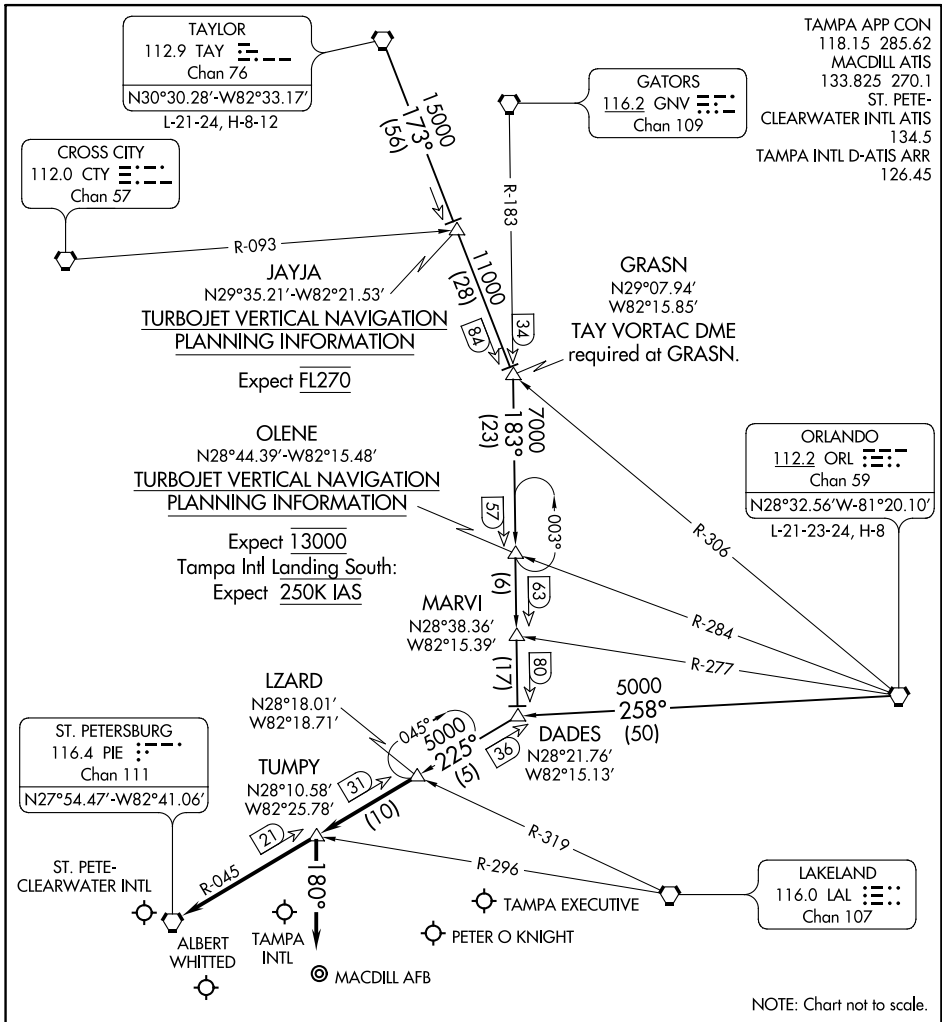 TAYLOR
112.9 TAY
Chan 76
N30°30.28'-W82°33.17'
L-21-24, H-8-12
TAMPA APP CON
118.15 285.62
MACDILL ATIS
133.825 270.1
ST. PETE-
CLEARWATER INTL ATIS
134.5
TAMPA INTL D-ATIS ARR
126.45
GATORS
116.2 GNV
Chan 109
CROSS CITY
112.0 CTY
Chan 57
15000
173°
(56)
R-183
R-093
JAYJA
N29°35.21'-W82°21.53'
TURBOJET VERTICAL NAVIGATION
PLANNING INFORMATION
Expect FL270
11000
(28)
84
34
GRASN
N29°07.94'
W82°15.85'
TAY VORTAC DME
required at GRASN.
7000
183°
(23)
OLENE
N28°44.39'-W82°15.48'
TURBOJET VERTICAL NAVIGATION
PLANNING INFORMATION
Expect 13000
Tampa Intl Landing South:
Expect 250K IAS
57
003°
ORLANDO
112.2 ORL
Chan 59
N28°32.56'W-81°20.10'
L-21-23-24, H-8
R-306
R-284
R-277
(6)
63
MARVI
N28°38.36'
W82°15.39'
(17)
80
5000
258°
(50)
LZARD
N28°18.01'
W82°18.71'
045°
5000
225°
(5)
36
DADES
N28°21.76'
W82°15.13'
ST. PETERSBURG
116.4 PIE
Chan 111
N27°54.47'-W82°41.06'
TUMPY
N28°10.58'
W82°25.78'
31
(10)
21
R-045
180°
R-319
R-296
LAKELAND
116.0 LAL
Chan 107
ST. PETE-
CLEARWATER INTL
ALBERT
WHITTED
TAMPA
INTL
TAMPA EXECUTIVE
PETER O KNIGHT
MACDILL AFB
NOTE: Chart not to scale.